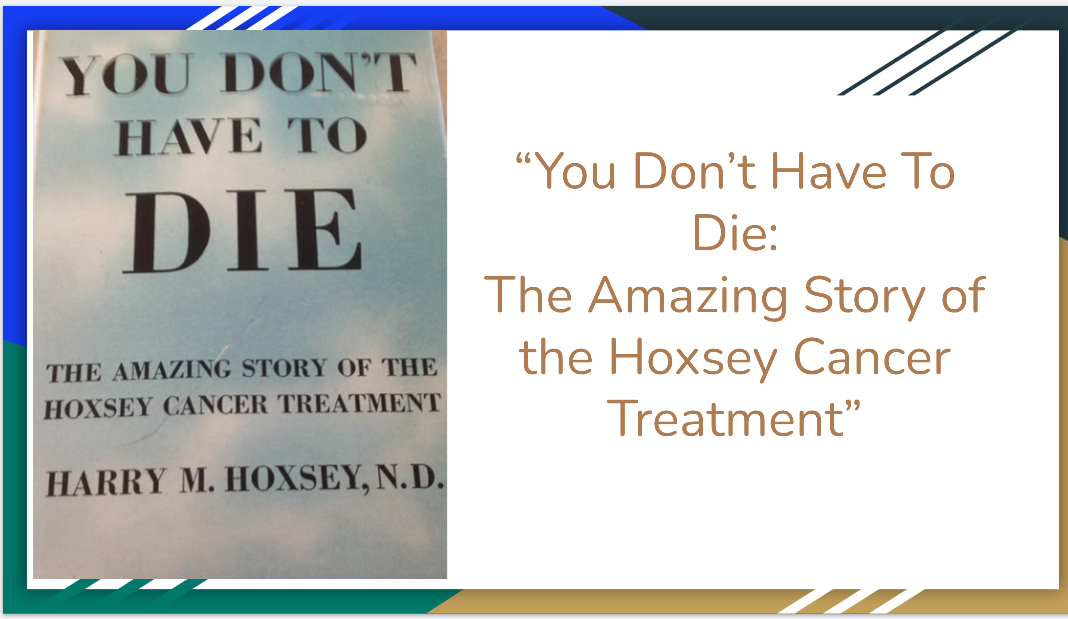 YOU DON'T
HAVE TO
DIE
THE AMAZING STORY OF THE
HOXSEY CANCER TREATMENT
HARRY M. HOXSEY, N.D.
“You Don’t Have To
Die:
The Amazing Story of
the Hoxsey Cancer
Treatment”